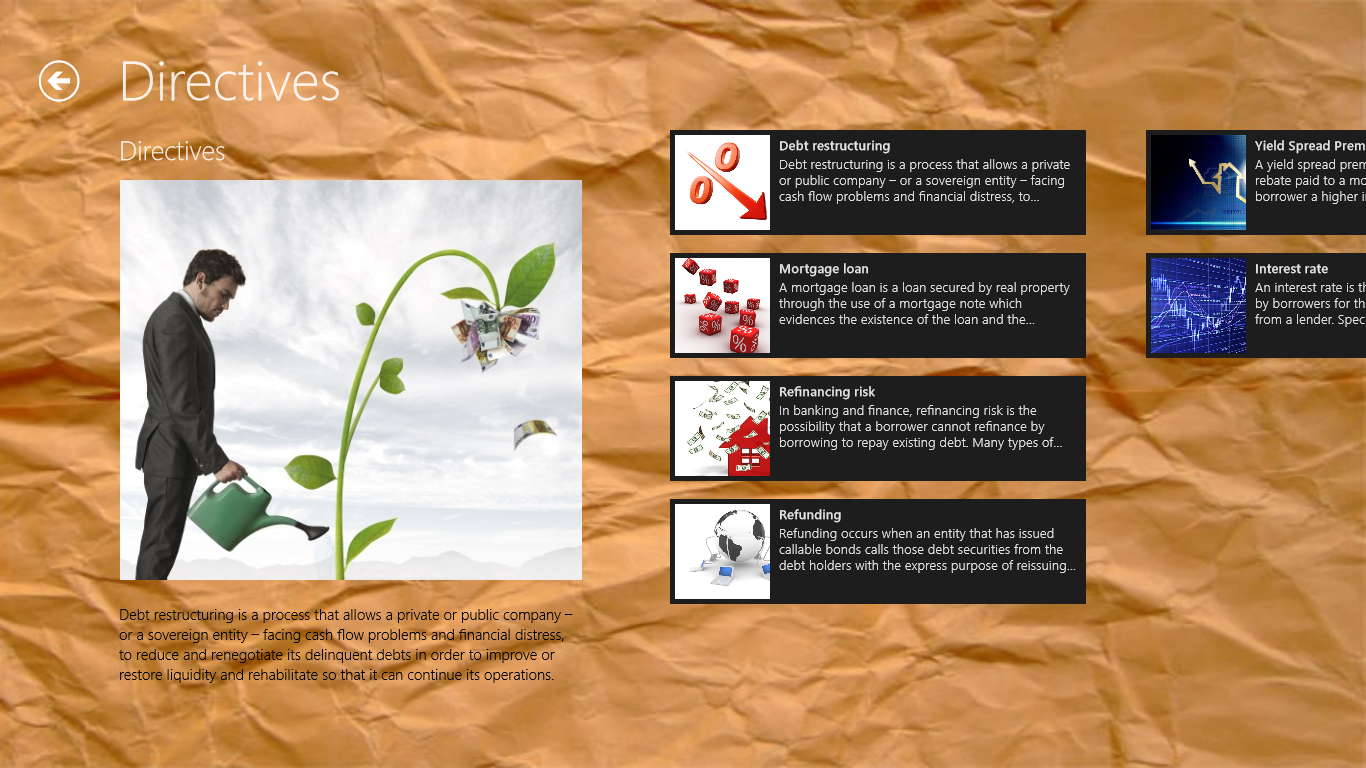 Directives
Directives
Debt restructuring is a process that allows a private or public company –
or a sovereign entity – facing cash flow problems and financial distress,
to reduce and renegotiate its delinquent debts in order to improve or
restore liquidity and rehabilitate so that it can continue its operations.
Debt restructuring
Debt restructuring is a process that allows a private
or public company – or a sovereign entity – facing
cash flow problems and financial distress, to...
Mortgage loan
A mortgage loan is a loan secured by real property
through the use of a mortgage note which
evidences the existence of the loan and the...
Refinancing risk
In banking and finance, refinancing risk is the
possibility that a borrower cannot refinance by
borrowing to repay existing debt. Many types of...
Refunding
Refunding occurs when an entity that has issued
callable bonds calls those debt securities from the
debt holders with the express purpose of reissuing...
Yield Spread Prem
A yield spread prem
rebate paid to a mo
borrower a higher i
Interest rate
An interest rate is th
by borrowers for th
from a lender. Spec